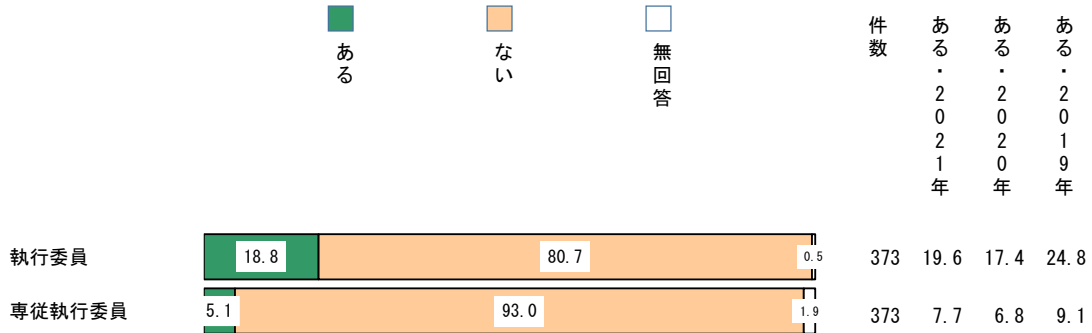 ある
ない
無回答
件数
ある・2021年
ある・2020年
ある・2019年
執行委員 18.8 80.7 0.5 373 19.6 17.4 24.8
専従執行委員 5.1 93.0 1.9 373 7.7 6.8 9.1